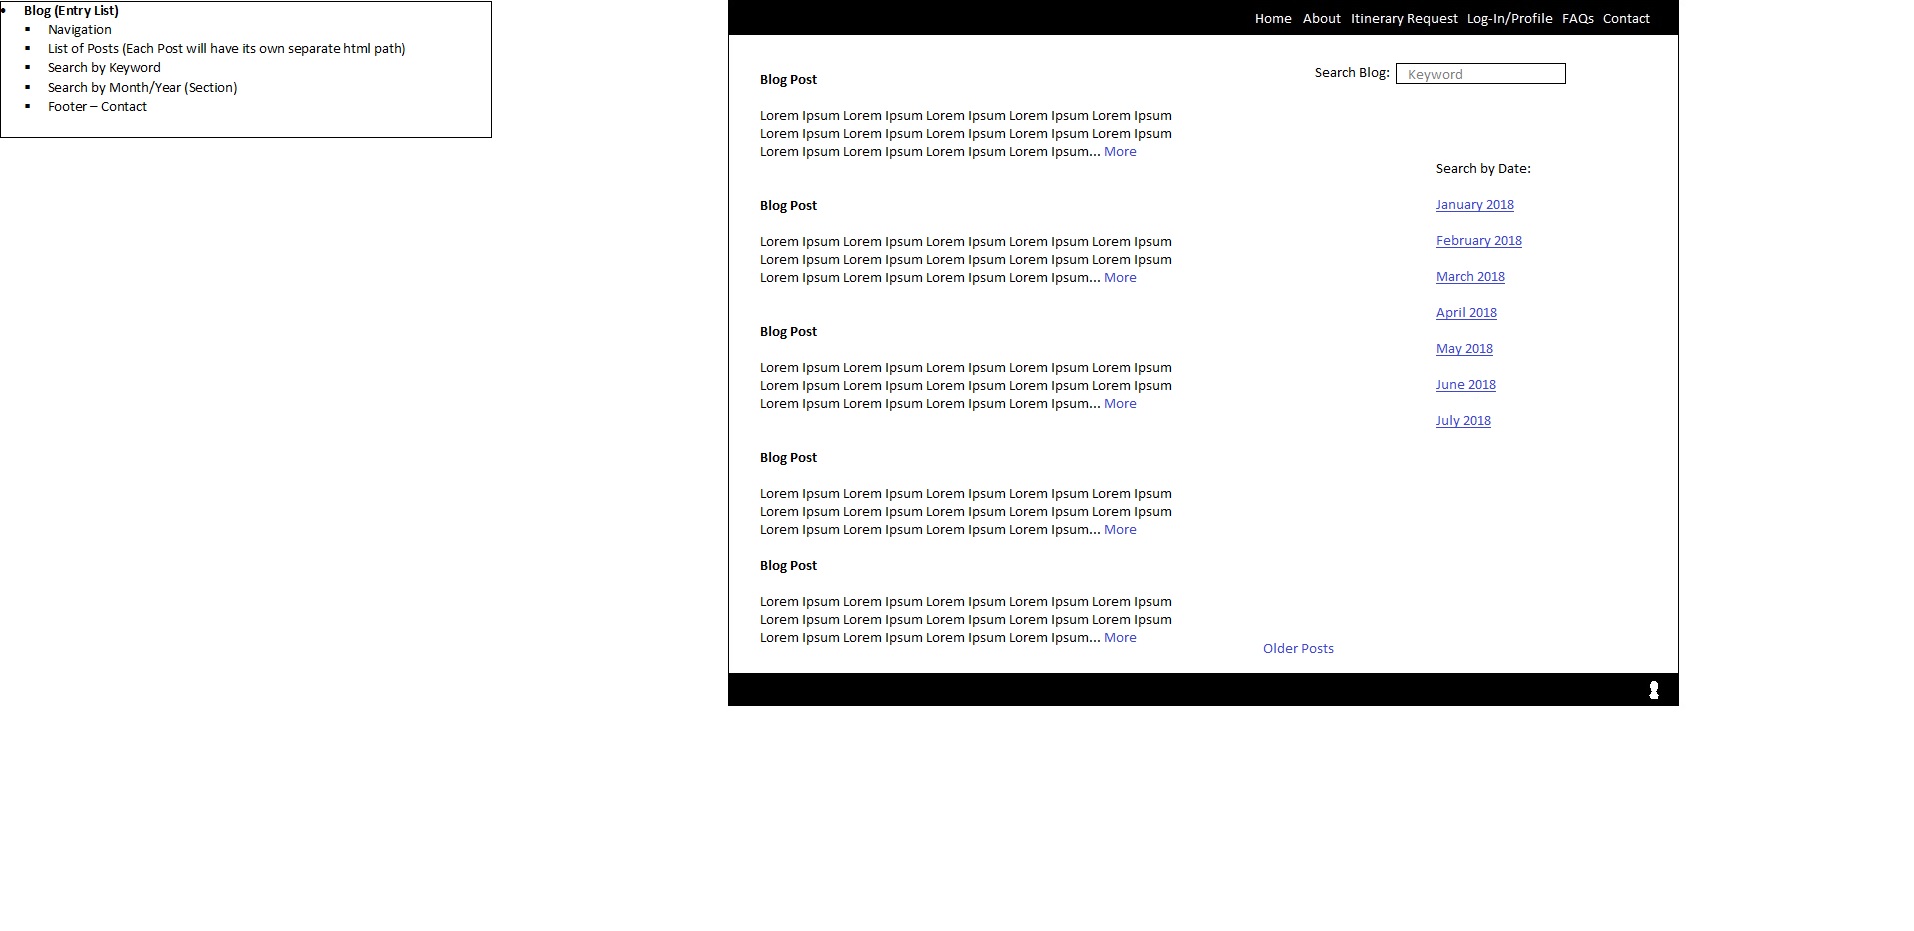 • Blog (Entry List)
▪ Navigation
▪ List of Posts (Each Post will have its own separate html path)
▪ Search by Keyword
▪ Search by Month/Year (Section)
▪ Footer – Contact
Home About Itinerary Request Log-In/Profile FAQs Contact
Blog Post
Lorem Ipsum Lorem Ipsum Lorem Ipsum Lorem Ipsum Lorem Ipsum
Lorem Ipsum Lorem Ipsum Lorem Ipsum Lorem Ipsum Lorem Ipsum
Lorem Ipsum Lorem Ipsum Lorem Ipsum Lorem Ipsum... More
Blog Post
Lorem Ipsum Lorem Ipsum Lorem Ipsum Lorem Ipsum Lorem Ipsum
Lorem Ipsum Lorem Ipsum Lorem Ipsum Lorem Ipsum Lorem Ipsum
Lorem Ipsum Lorem Ipsum Lorem Ipsum Lorem Ipsum... More
Blog Post
Lorem Ipsum Lorem Ipsum Lorem Ipsum Lorem Ipsum Lorem Ipsum
Lorem Ipsum Lorem Ipsum Lorem Ipsum Lorem Ipsum Lorem Ipsum
Lorem Ipsum Lorem Ipsum Lorem Ipsum Lorem Ipsum... More
Blog Post
Lorem Ipsum Lorem Ipsum Lorem Ipsum Lorem Ipsum Lorem Ipsum
Lorem Ipsum Lorem Ipsum Lorem Ipsum Lorem Ipsum Lorem Ipsum
Lorem Ipsum Lorem Ipsum Lorem Ipsum Lorem Ipsum... More
Blog Post
Lorem Ipsum Lorem Ipsum Lorem Ipsum Lorem Ipsum Lorem Ipsum
Lorem Ipsum Lorem Ipsum Lorem Ipsum Lorem Ipsum Lorem Ipsum
Lorem Ipsum Lorem Ipsum Lorem Ipsum Lorem Ipsum... More
Search Blog: Keyword
Search by Date:
January 2018
February 2018
March 2018
April 2018
May 2018
June 2018
July 2018
Older Posts